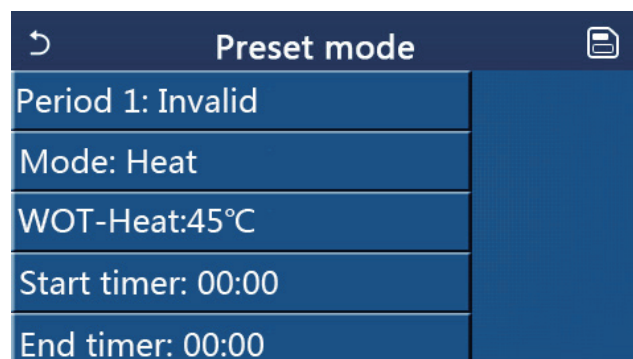 Preset mode
Period 1: Invalid
Mode: Heat
WOT-Heat:45℃
Start timer: 00:00
End timer: 00:00